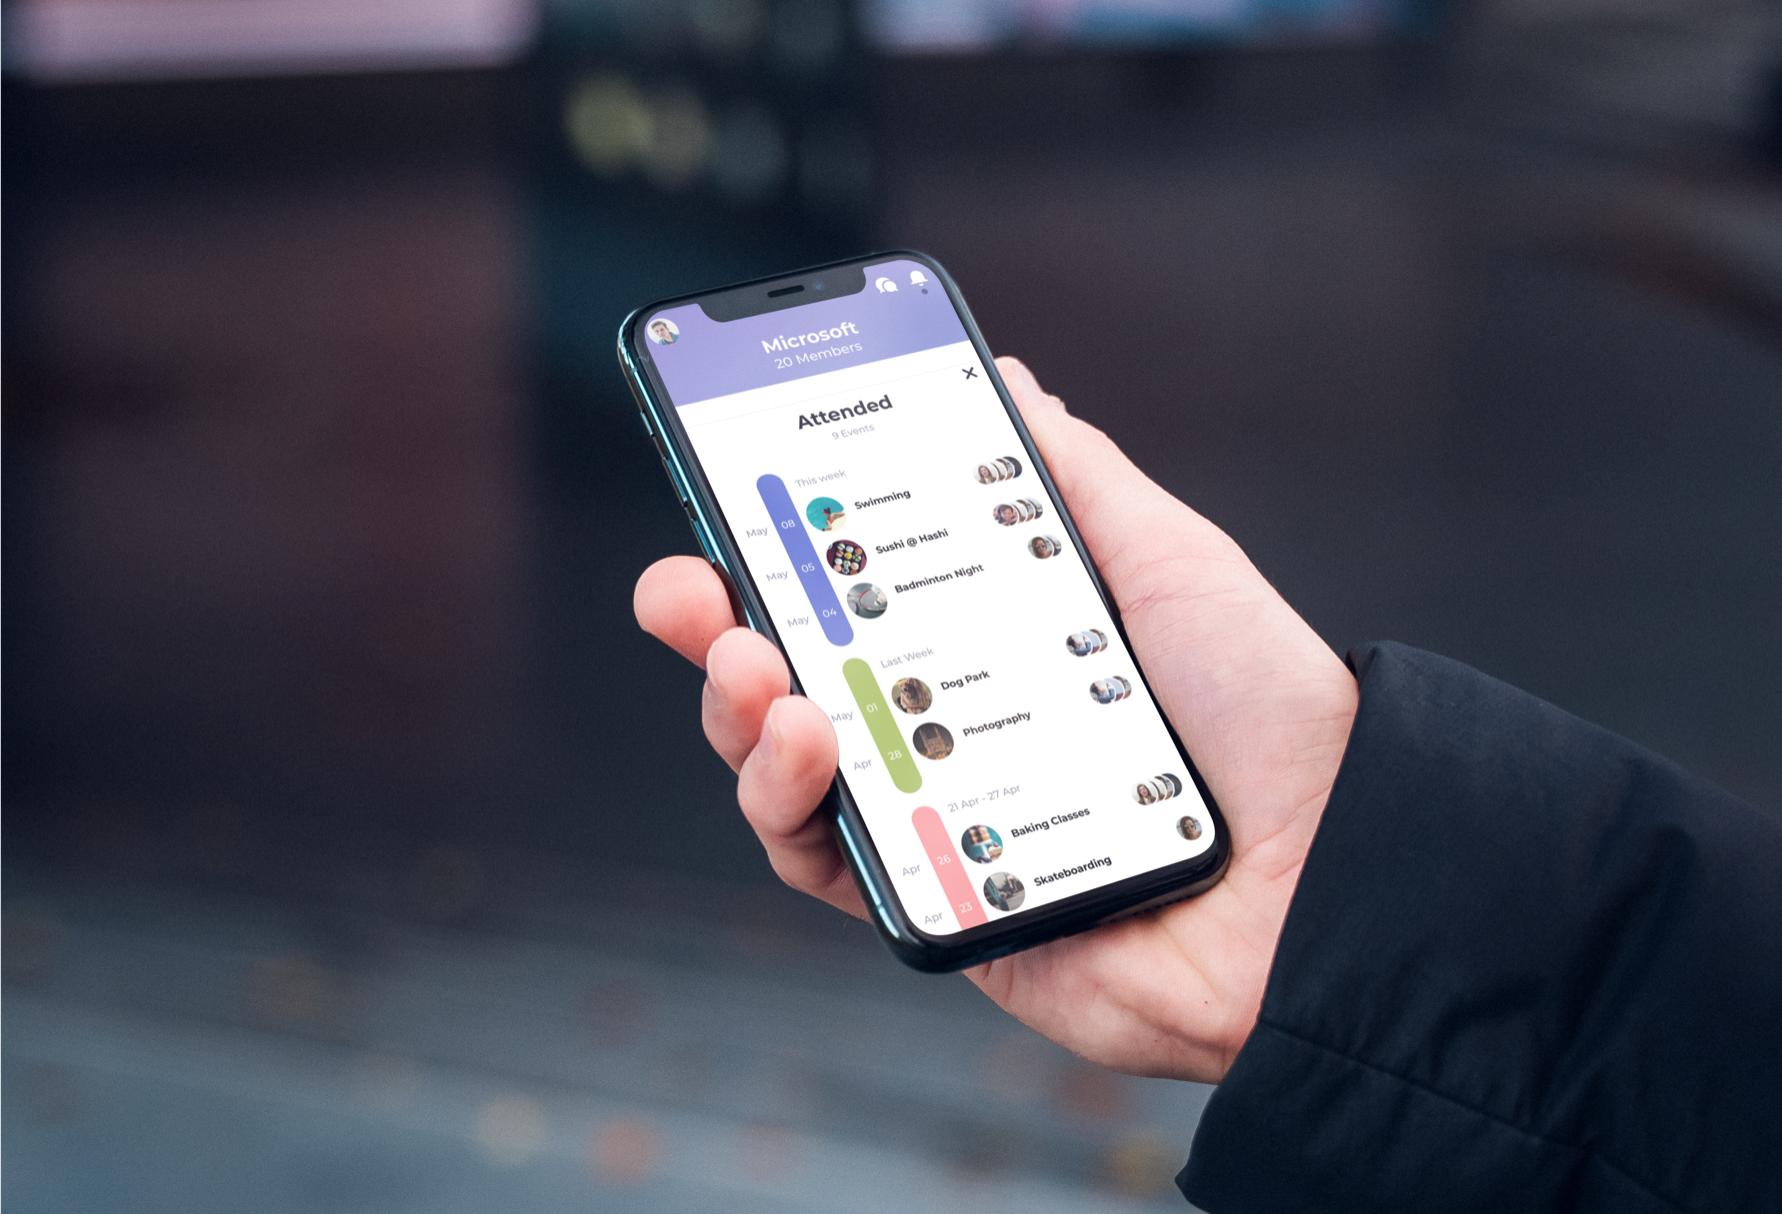 Microsoft
20 Members
Attended
9 Events
This week
May 08 Swimming
May 05 Sushi @ Hashi
May 04 Badminton Night
Last Week
May 01 Dog Park
Apr 28 Photography
21 Apr - 27 Apr
Apr 26 Baking Classes
Apr 23 Skateboarding